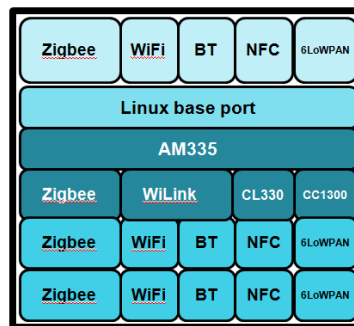 Zigbee WiFi BT NFC 6LoWPAN
Linux base port
AM335
Zigbee WiLink CL330 CC1300
Zigbee WiFi BT NFC 6LoWPAN
Zigbee WiFi BT NFC 6LoWPAN